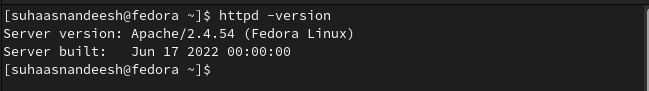 [suhaasnandeesh@fedora ~]$ httpd -version
Server version: Apache/2.4.54 (Fedora Linux)
Server built:   Jun 17 2022 00:00:00
[suhaasnandeesh@fedora ~]$